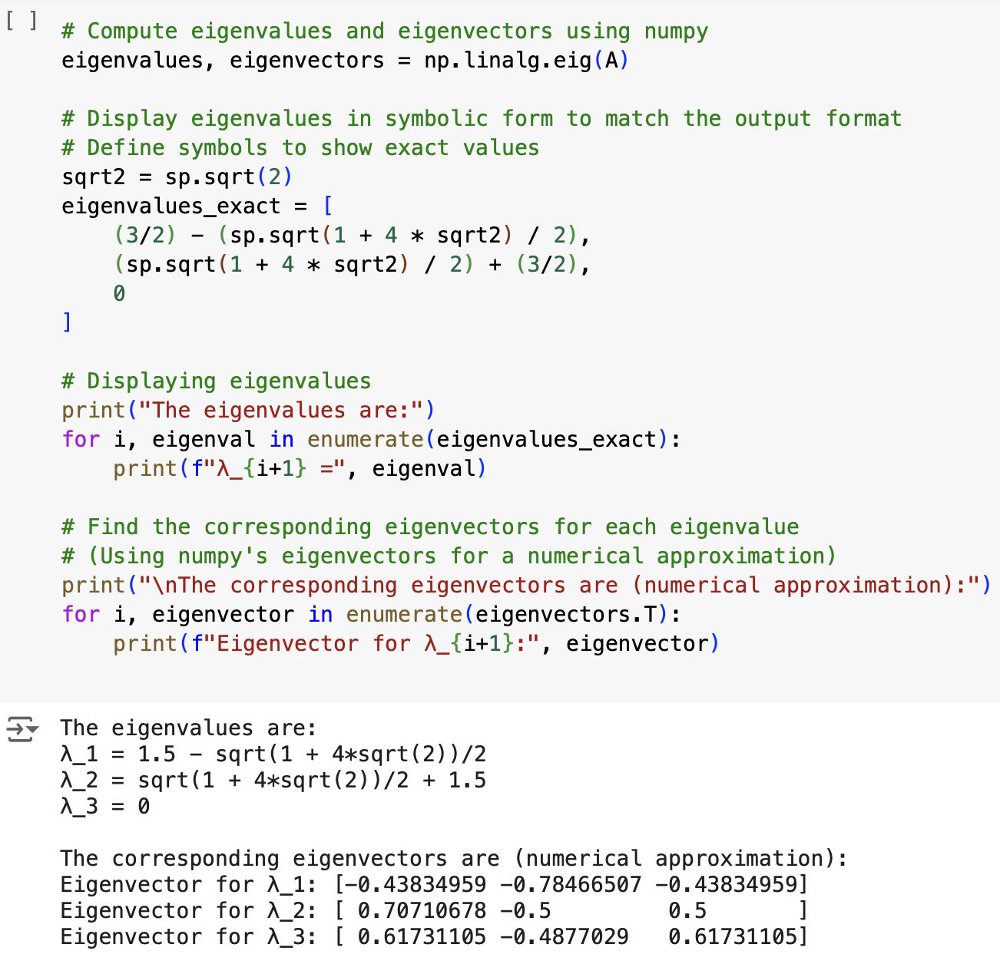 [ ]
# Compute eigenvalues and eigenvectors using numpy
eigenvalues, eigenvectors = np.linalg.eig(A)
# Display eigenvalues in symbolic form to match the output format
# Define symbols to show exact values
sqrt2 = sp.sqrt(2)
eigenvalues_exact = [
    (3/2) - (sp.sqrt(1 + 4 * sqrt2) / 2),
    (sp.sqrt(1 + 4 * sqrt2) / 2) + (3/2),
    0
]
# Displaying eigenvalues
print("The eigenvalues are:")
for i, eigenval in enumerate(eigenvalues_exact):
    print(f"λ_{i+1} =", eigenval)
# Find the corresponding eigenvectors for each eigenvalue
# (Using numpy's eigenvectors for a numerical approximation)
print("\nThe corresponding eigenvectors are (numerical approximation):")
for i, eigenvector in enumerate(eigenvectors.T):
    print(f"Eigenvector for λ_{i+1}:", eigenvector)
The eigenvalues are:
λ_1 = 1.5 - sqrt(1 + 4*sqrt(2))/2
λ_2 = sqrt(1 + 4*sqrt(2))/2 + 1.5
λ_3 = 0
The corresponding eigenvectors are (numerical approximation):
Eigenvector for λ_1: [-0.43834959 -0.78466507 -0.43834959]
Eigenvector for λ_2: [ 0.70710678 -0.5         0.5       ]
Eigenvector for λ_3: [ 0.61731105 -0.4877029   0.61731105]